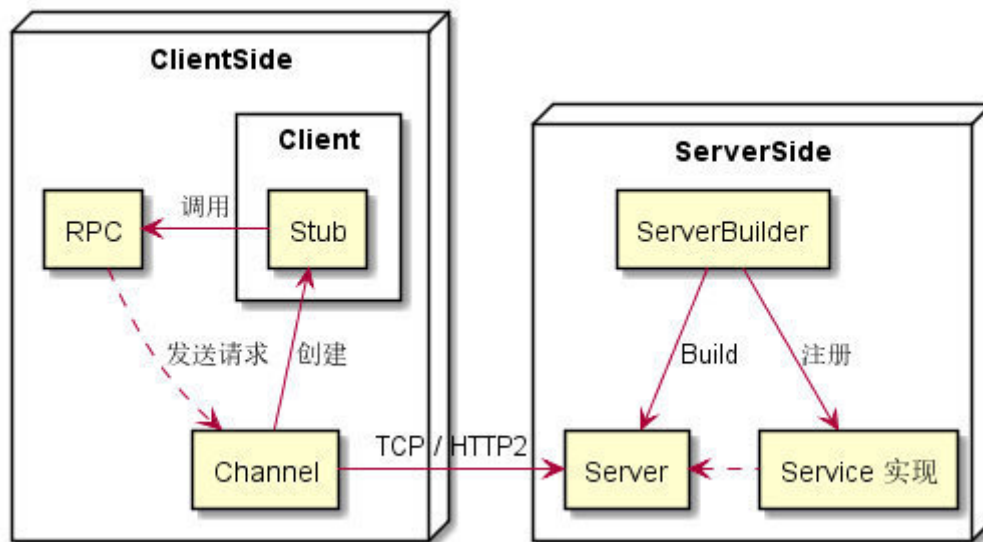 ClientSide
Client
ServerSide
RPC
调用
Stub
ServerBuilder
发送请求
创建
Build
注册
Channel
TCP / HTTP2
Server
Service 实现